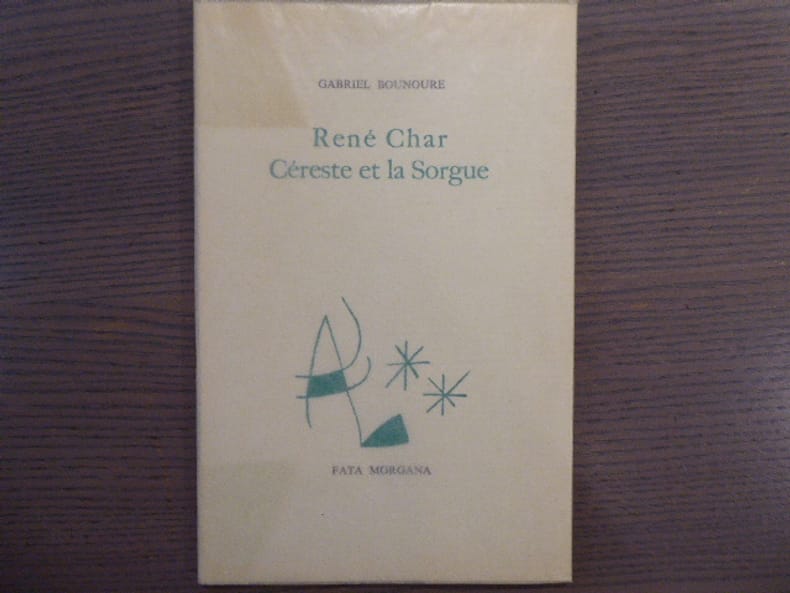 GABRIEL BOUNOURE
René Char
Céreste et la Sorgue
FATA MORGANA